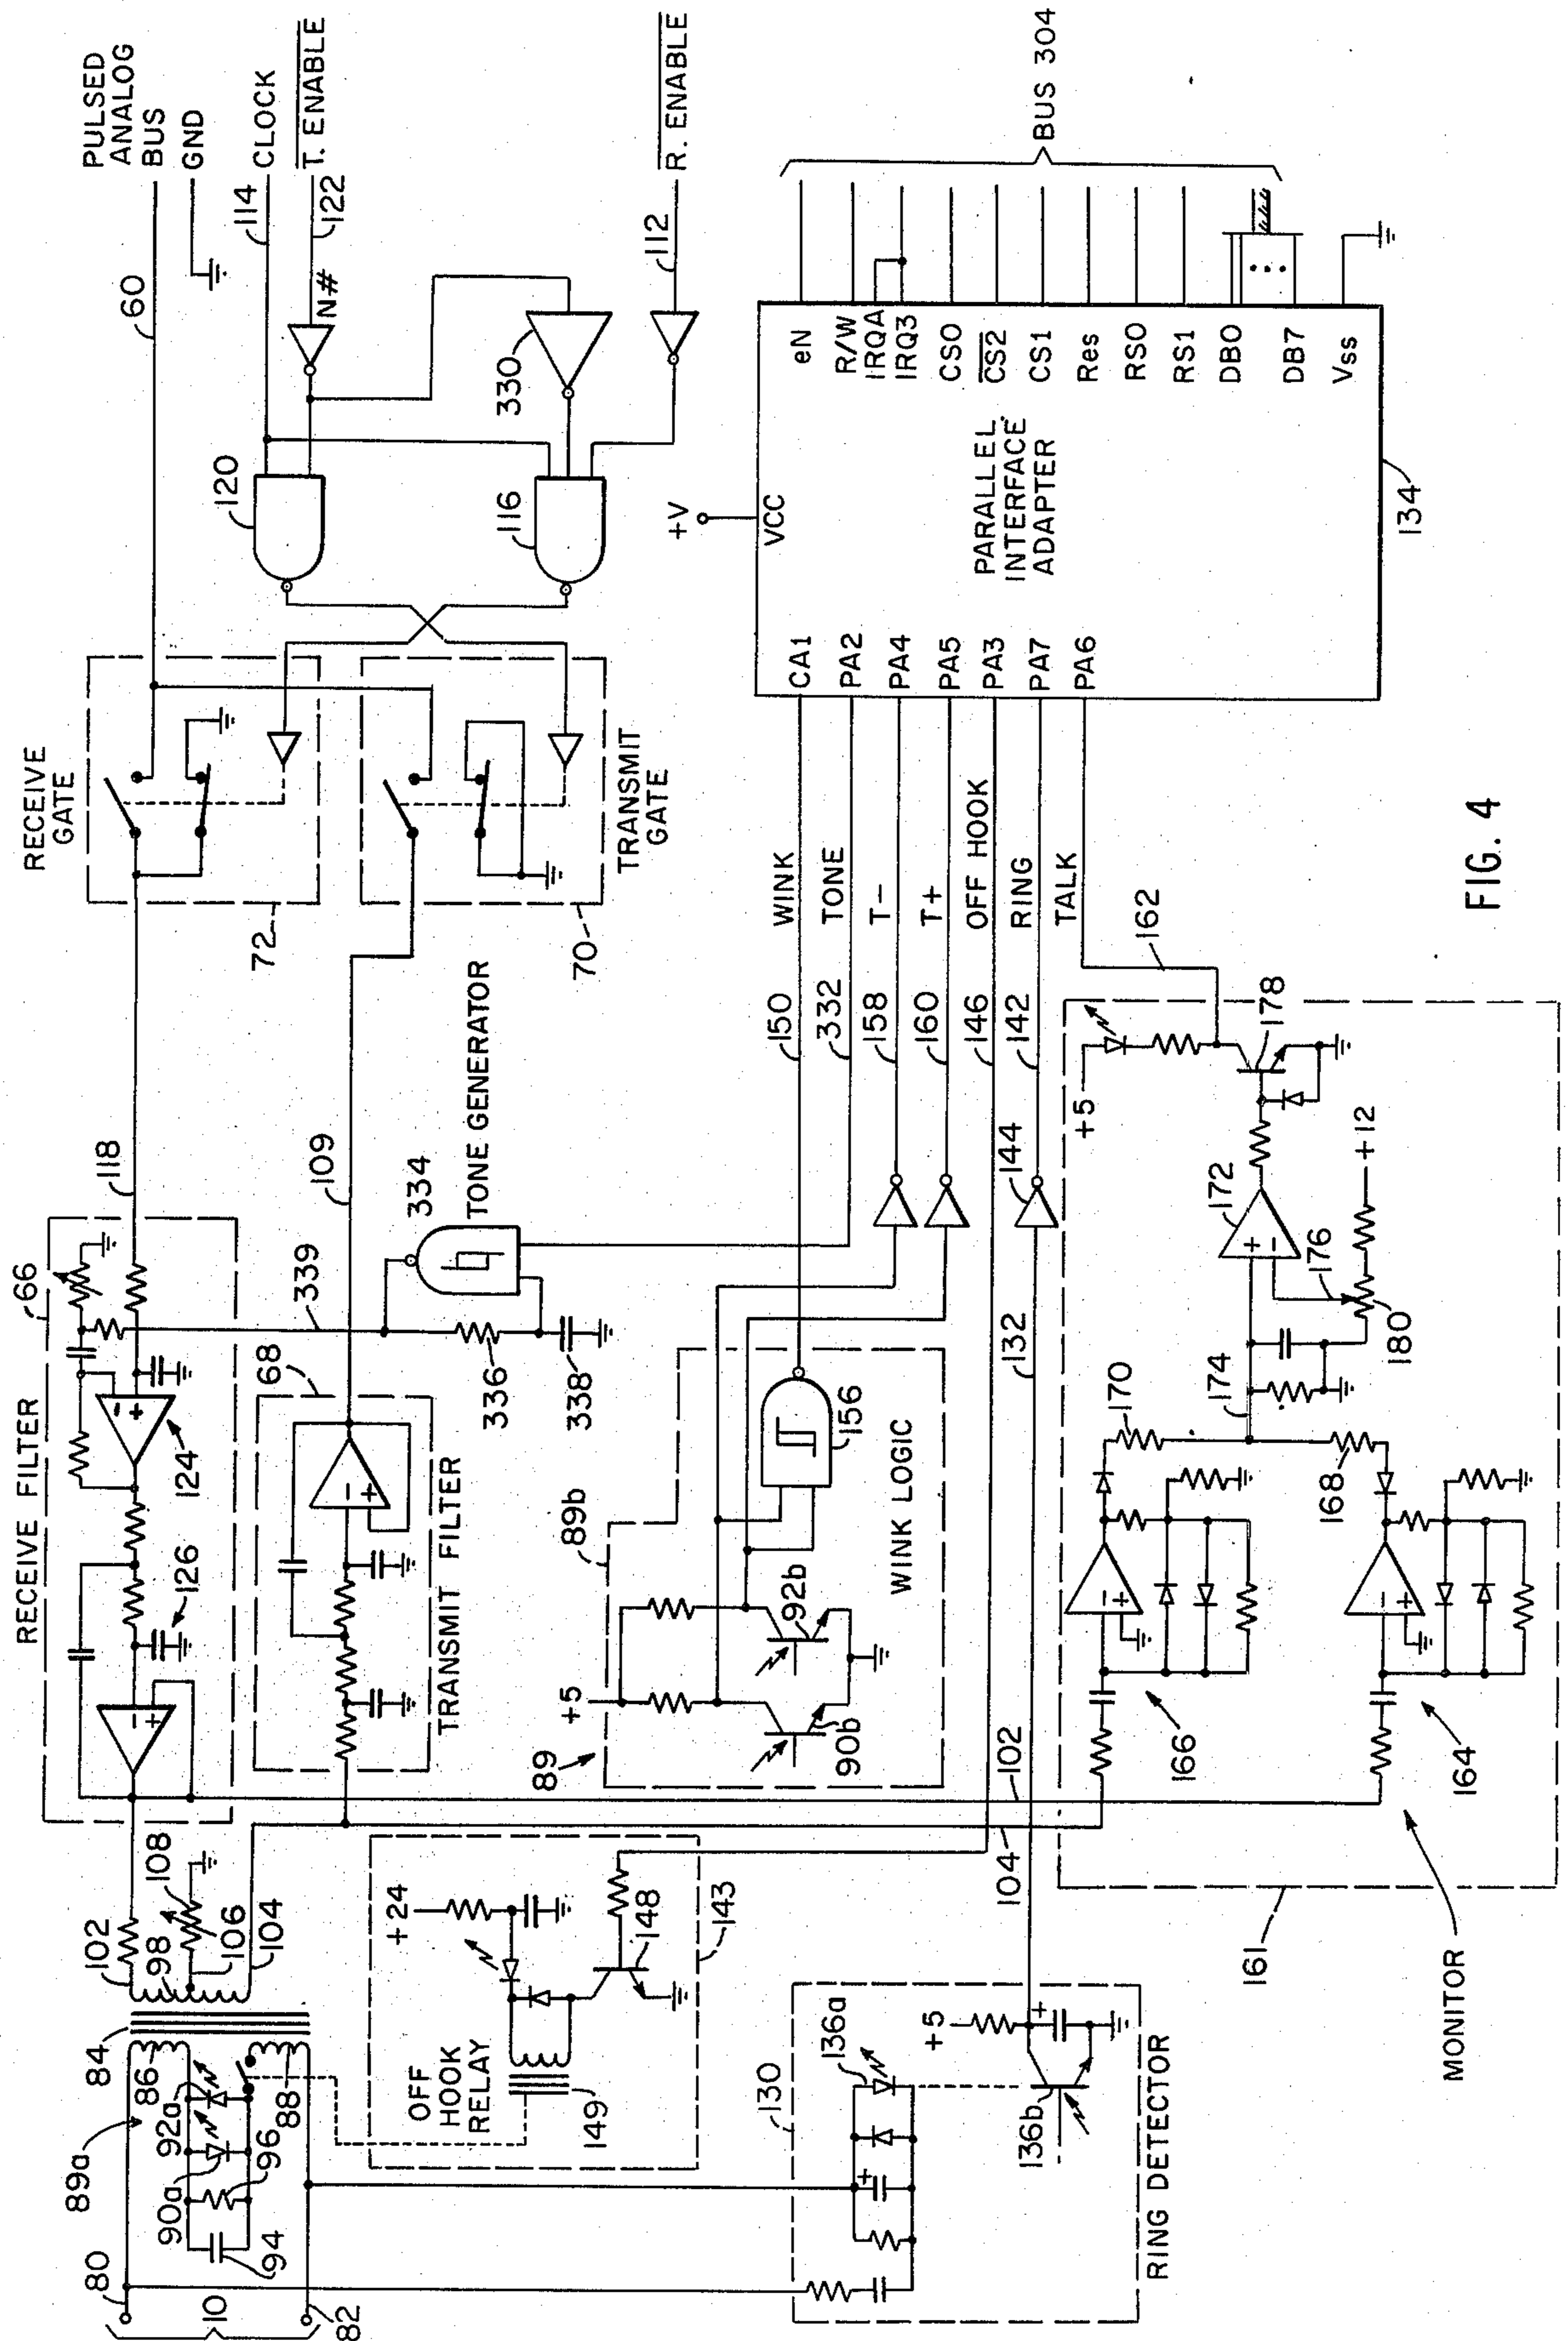 PULSED
ANALOG
BUS
GND
CLOCK
T. ENABLE
R. ENABLE
60
114
122
N#
112
120
330
116
RECEIVE
GATE
72
TRANSMIT
GATE
70
118
109
RECEIVE FILTER
66
124
126
339
334
TONE GENERATOR
336
338
68
TRANSMIT FILTER
102
108
98
106
104
84
86
88
89a
92a
90a
96
94
80
10
82
+24
148
143
OFF
HOOK
RELAY
149
89
89b
+5
92b
90b
156
WINK LOGIC
150
WINK
332
TONE
158
T-
160
T+
146
OFF HOOK
142
RING
TALK
162
144
132
+V
VCC
CA1
PA2
PA4
PA5
PA3
PA7
PA6
PARALLEL
INTERFACE
ADAPTER
134
eN
R/W
IRQA
IRQ3
CS0
CS2
CS1
Res
RS0
RS1
DB0
DB7
Vss
BUS 304
130
136a
136b
+5
RING DETECTOR
102
104
161
MONITOR
166
164
170
168
174
172
176
180
+12
+5
178
FIG. 4